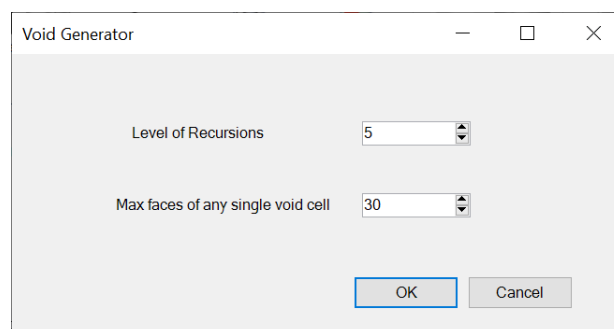 Void Generator
Level of Recursions 5
Max faces of any single void cell 30
OK Cancel